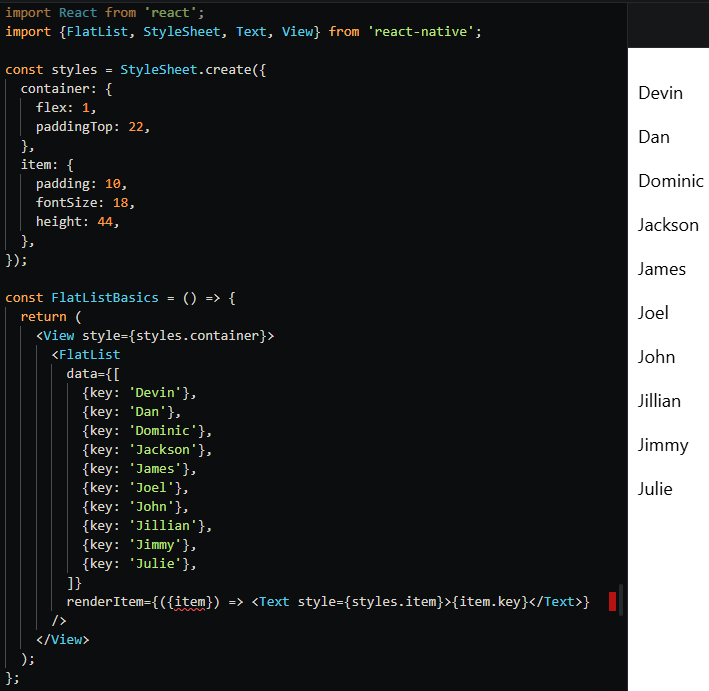 import React from 'react';
import {FlatList, StyleSheet, Text, View} from 'react-native';

const styles = StyleSheet.create({
  container: {
    flex: 1,
    paddingTop: 22,
  },
  item: {
    padding: 10,
    fontSize: 18,
    height: 44,
  },
});

const FlatListBasics = () => {
  return (
    <View style={styles.container}>
      <FlatList
        data={[
          {key: 'Devin'},
          {key: 'Dan'},
          {key: 'Dominic'},
          {key: 'Jackson'},
          {key: 'James'},
          {key: 'Joel'},
          {key: 'John'},
          {key: 'Jillian'},
          {key: 'Jimmy'},
          {key: 'Julie'},
        ]}
        renderItem={({item}) => <Text style={styles.item}>{item.key}</Text>}
      />
    </View>
  );
};
Devin
Dan
Dominic
Jackson
James
Joel
John
Jillian
Jimmy
Julie